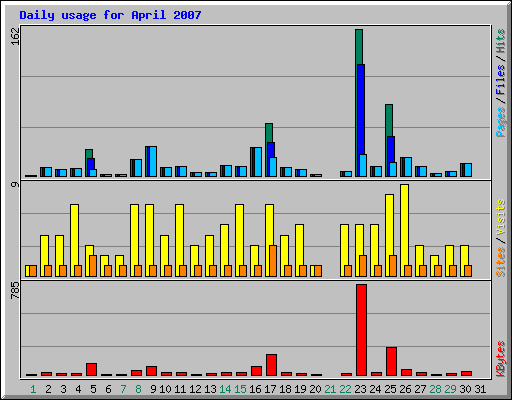 Daily usage for April 2007
162
Pages / Files / Hits
9
Sites / Visits
785
KBytes
1 2 3 4 5 6 7 8 9 10 11 12 13 14 15 16 17 18 19 20 21 22 23 24 25 26 27 28 29 30 31